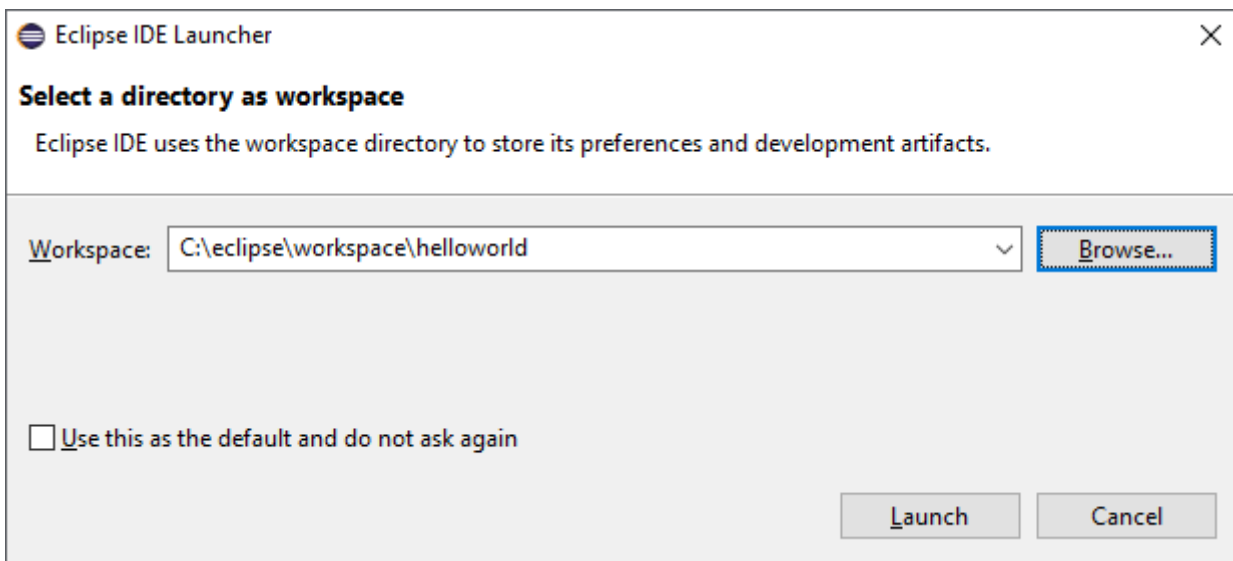 Eclipse IDE Launcher
Select a directory as workspace
Eclipse IDE uses the workspace directory to store its preferences and development artifacts.
Workspace: C:\eclipse\workspace\helloworld Browse...
Use this as the default and do not ask again
Launch Cancel